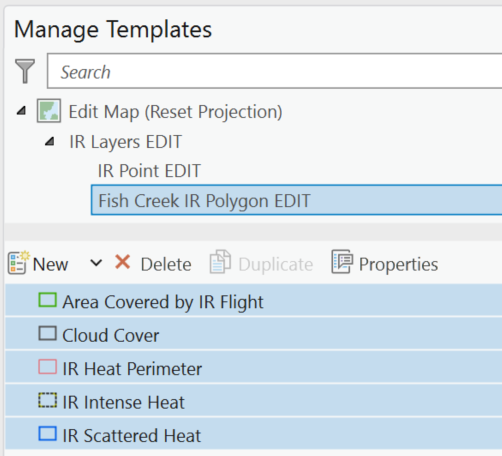 Manage Templates
Search
Edit Map (Reset Projection)
IR Layers EDIT
IR Point EDIT
Fish Creek IR Polygon EDIT
New Delete Duplicate Properties
Area Covered by IR Flight
Cloud Cover
IR Heat Perimeter
IR Intense Heat
IR Scattered Heat